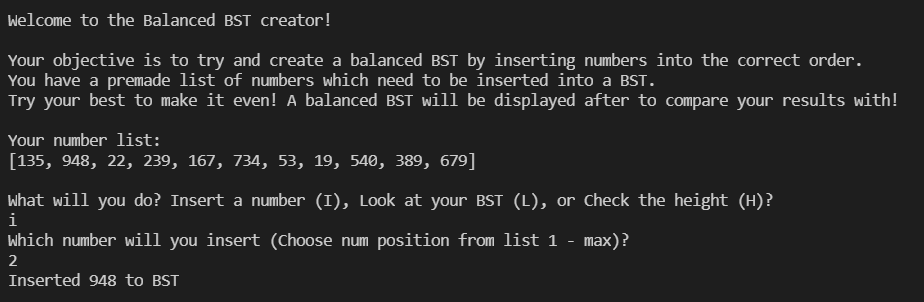 Welcome to the Balanced BST creator!
Your objective is to try and create a balanced BST by inserting numbers into the correct order.
You have a premade list of numbers which need to be inserted into a BST.
Try your best to make it even! A balanced BST will be displayed after to compare your results with!
Your number list:
[135, 948, 22, 239, 167, 734, 53, 19, 540, 389, 679]
What will you do? Insert a number (I), Look at your BST (L), or Check the height (H)?
i
Which number will you insert (Choose num position from list 1 - max)?
2
Inserted 948 to BST